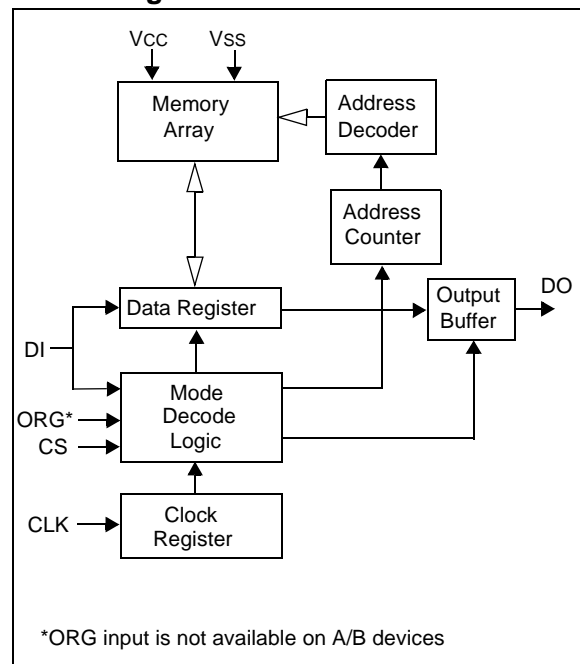 VCC
VSS
Memory
Array
Address
Decoder
Address
Counter
Data Register
Output
Buffer
DO
DI
Mode
Decode
Logic
ORG*
CS
CLK
Clock
Register
*ORG input is not available on A/B devices